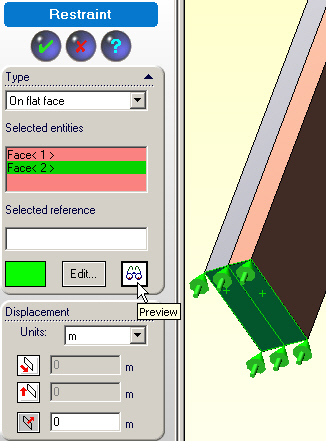 Restraint
?
Type
On flat face
Selected entities
Face< 1 >
Face< 2 >
Selected reference
Edit...
Preview
Displacement
Units: m
0 m
0 m
0 m